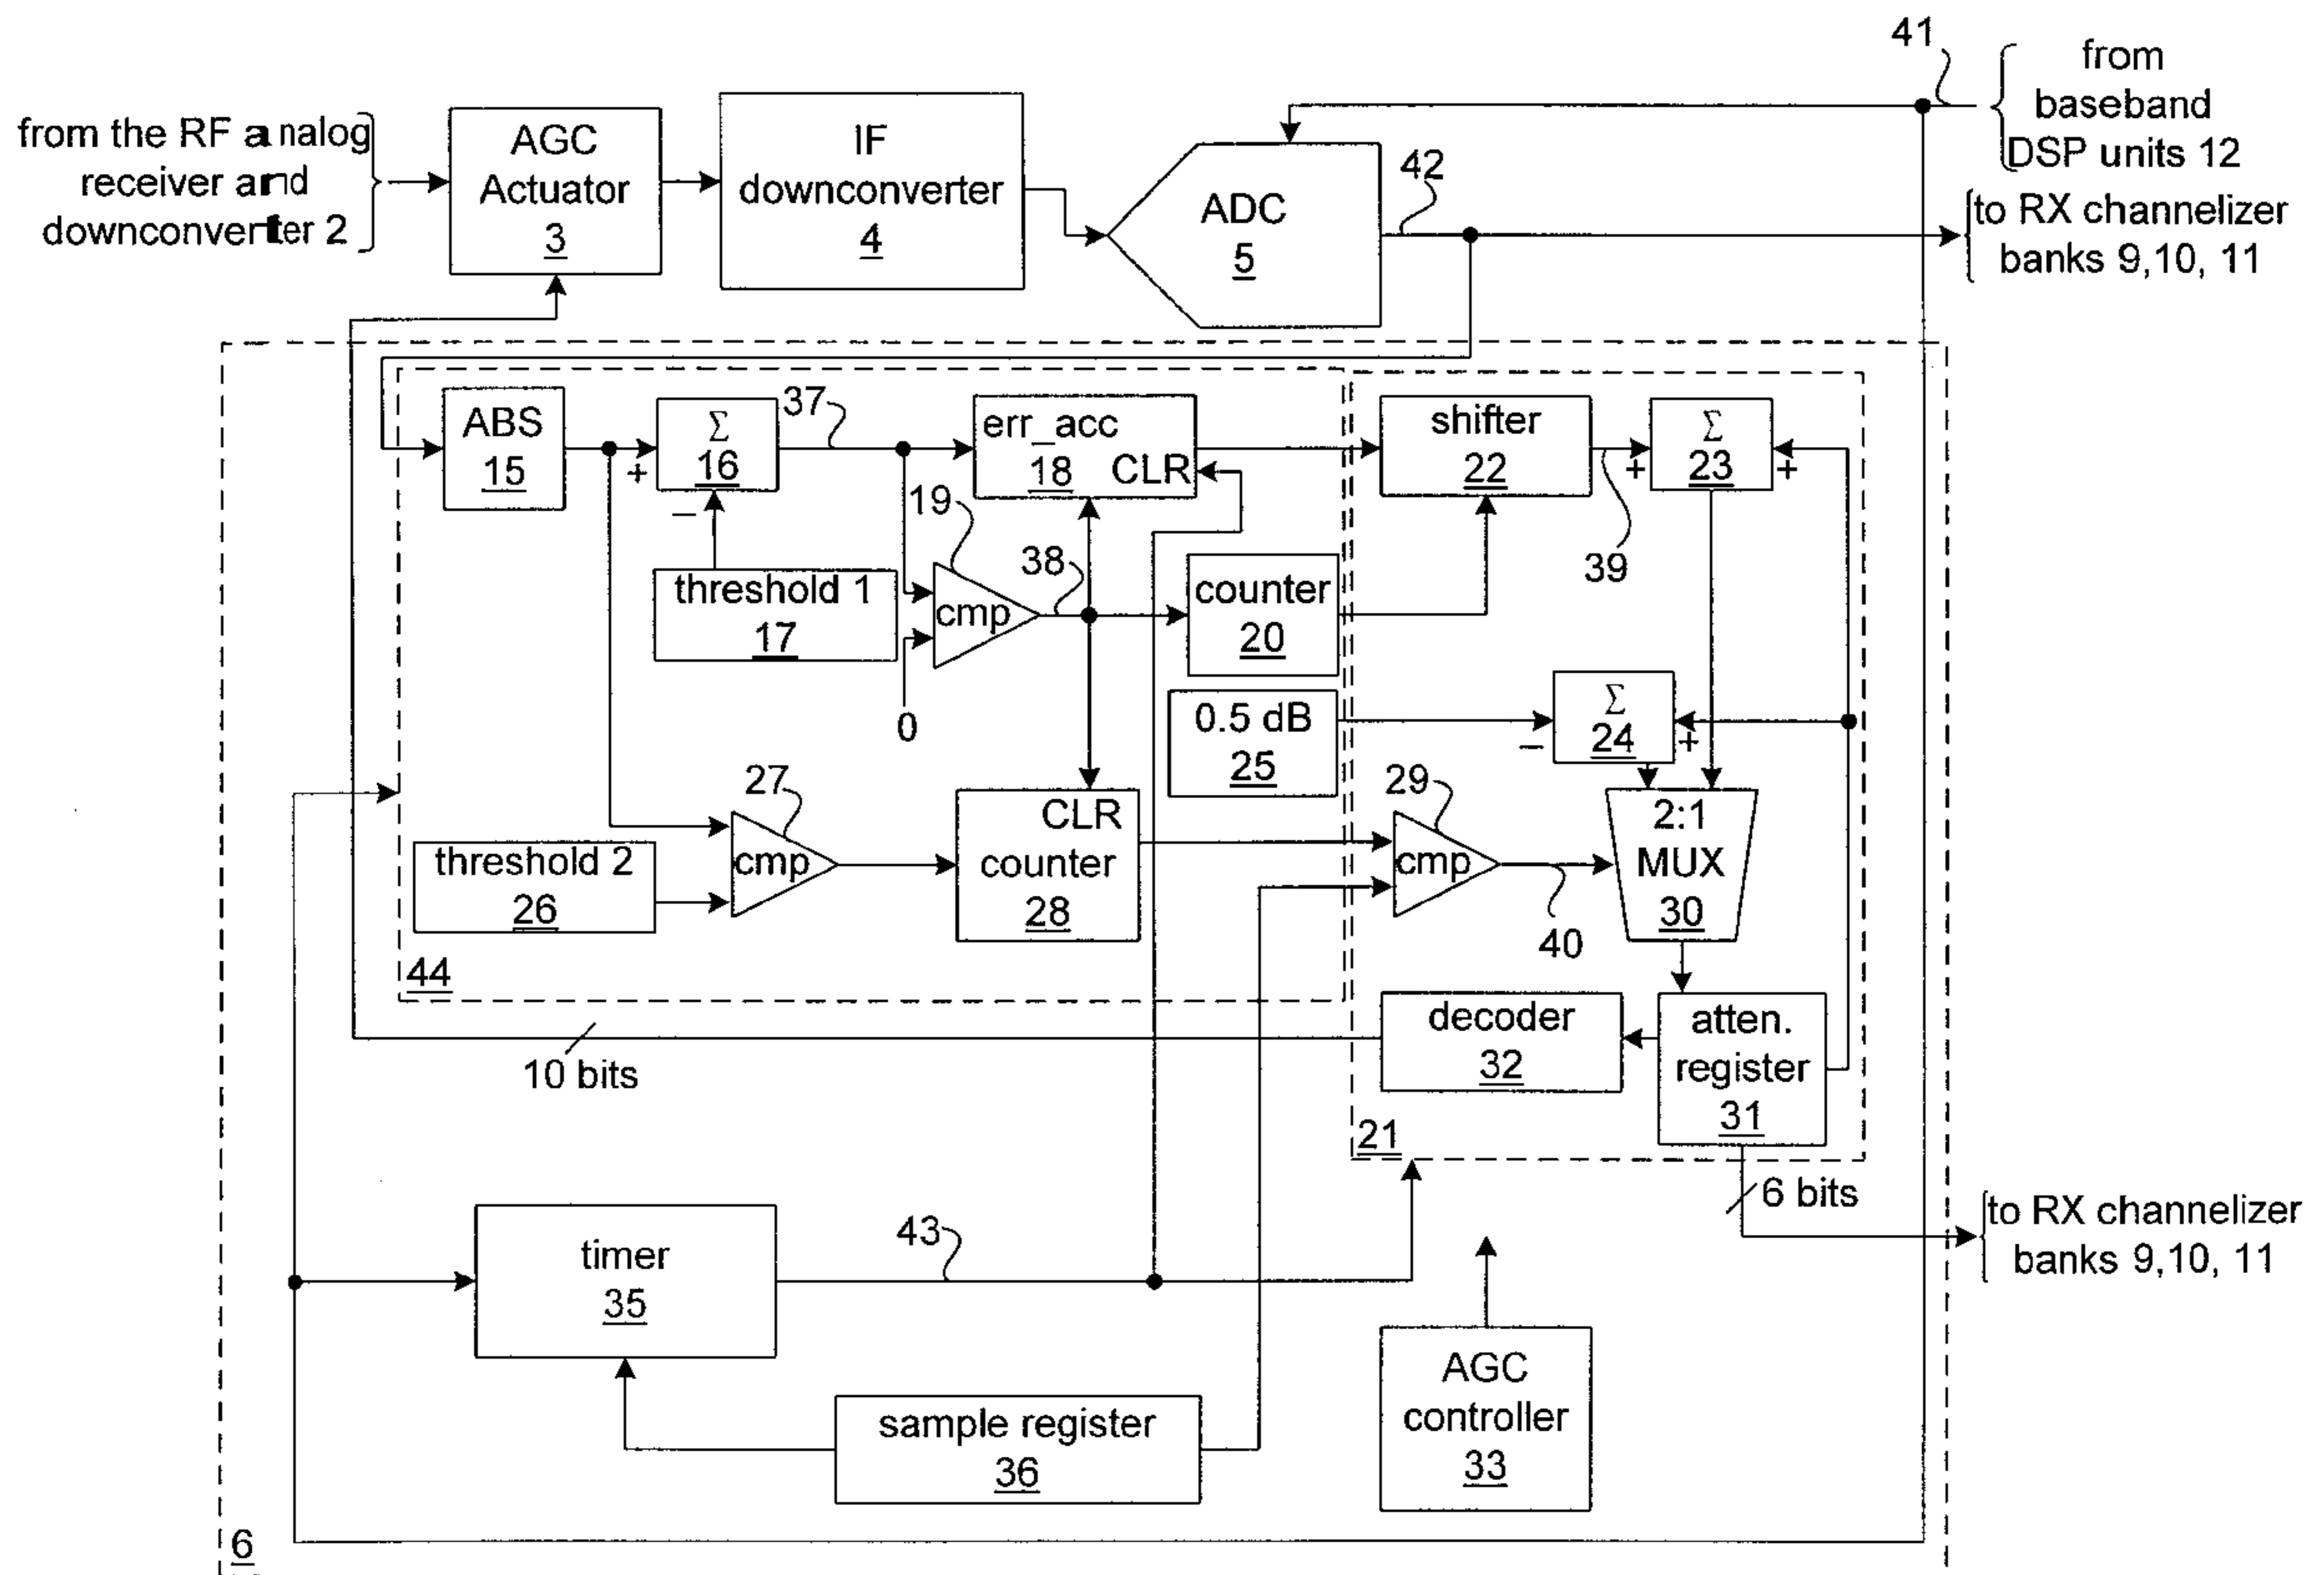 41
from
baseband
DSP units 12
from the RF analog
receiver and
downconverter 2
AGC
Actuator
3
IF
downconverter
4
ADC
5
42
to RX channelizer
banks 9,10, 11
ABS
15
+
Σ
16
−
37
err_acc
18 CLR
shifter
22
39
+
Σ
23
+
threshold 1
17
19
cmp
0
38
counter
20
0.5 dB
25
−
Σ
24
+
threshold 2
26
27
cmp
CLR
counter
28
29
cmp
40
2:1
MUX
30
44
10 bits
decoder
32
atten.
register
31
21
6 bits
to RX channelizer
banks 9,10, 11
timer
35
43
sample register
36
AGC
controller
33
6